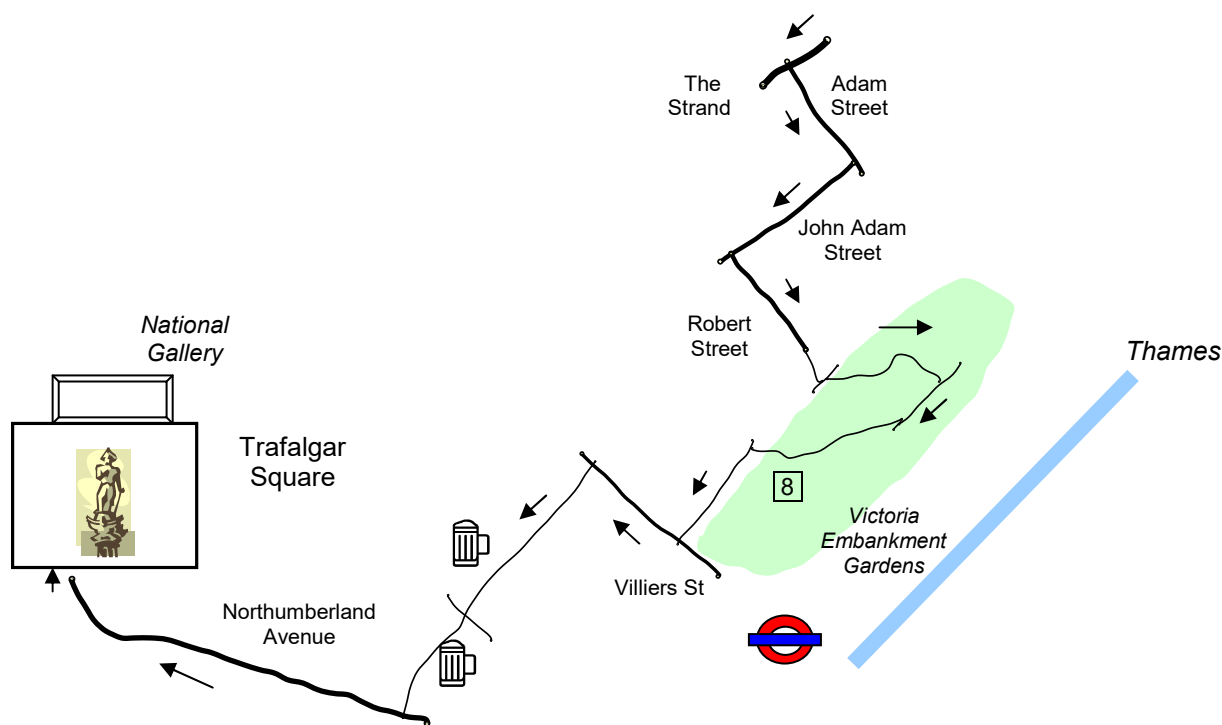 The
Strand
Adam
Street
John Adam
Street
Robert
Street
National
Gallery
Thames
Trafalgar
Square
8
Victoria
Embankment
Gardens
Villiers St
Northumberland
Avenue